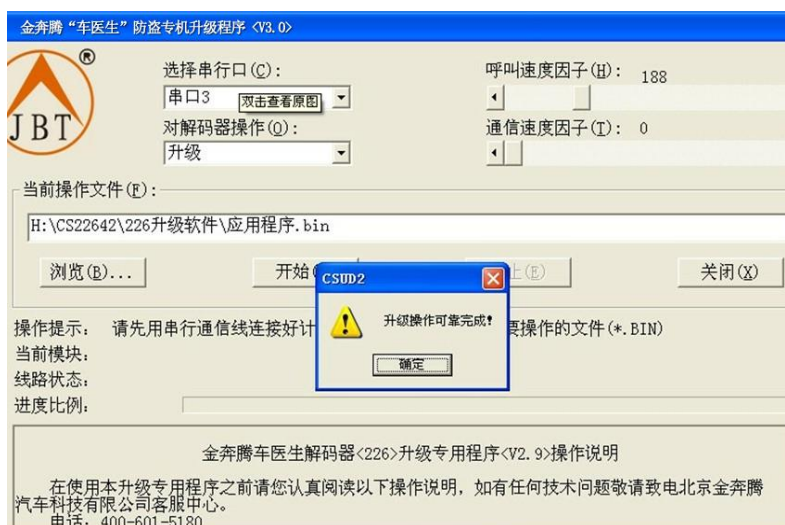 金奔腾“车医生”防盗专机升级程序 <V3.0>
®
JBT
选择串行口(C):
串口3
双击查看原图
呼叫速度因子(H): 188
对解码器操作(O):
升级
通信速度因子(T): 0
当前操作文件(F):
H:\CS22642\226升级软件\应用程序.bin
浏览(B)...
开始
止(E)
关闭(X)
CSUD2
升级操作可靠完成!
确定
操作提示: 请先用串行通信线连接好计
要操作的文件(*.BIN)
当前模块:
线路状态:
进度比例:
金奔腾车医生解码器<226>升级专用程序<V2.9>操作说明
在使用本升级专用程序之前请您认真阅读以下操作说明,如有任何技术问题敬请致电北京金奔腾
汽车科技有限公司客服中心。
电话: 400-601-5180